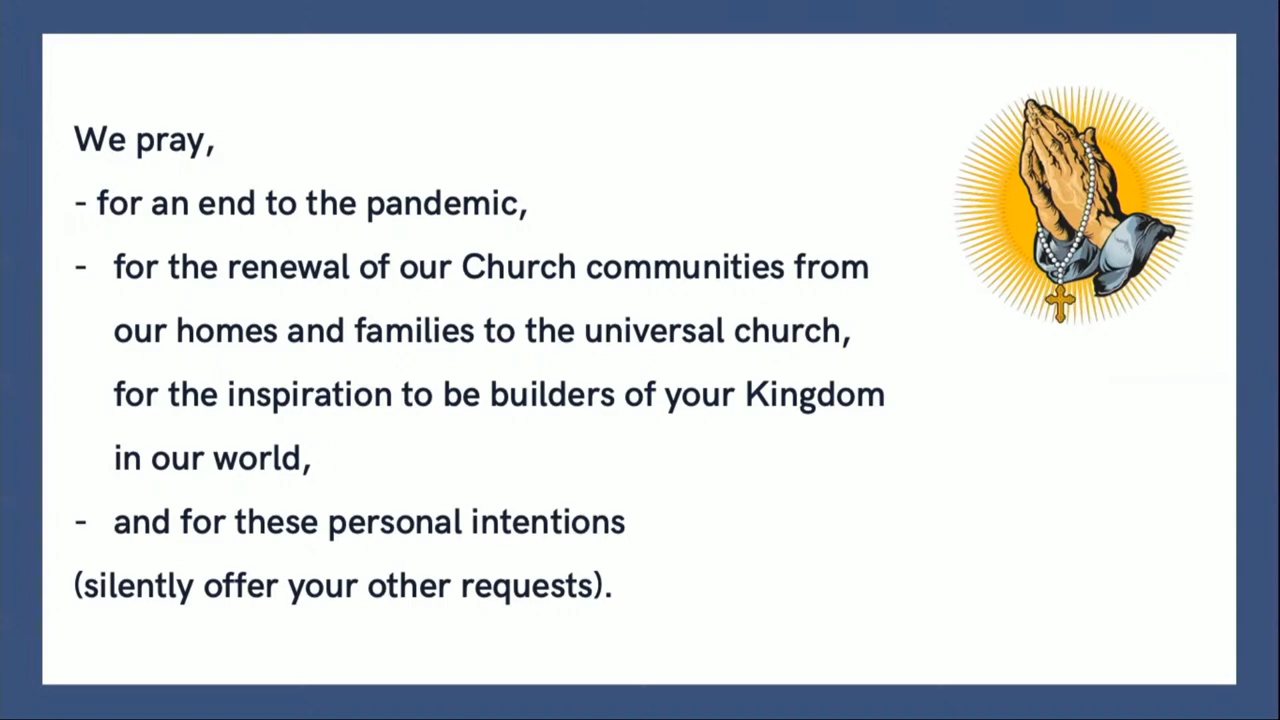 We pray,
- for an end to the pandemic,
- for the renewal of our Church communities from
our homes and families to the universal church,
for the inspiration to be builders of your Kingdom
in our world,
- and for these personal intentions
(silently offer your other requests).